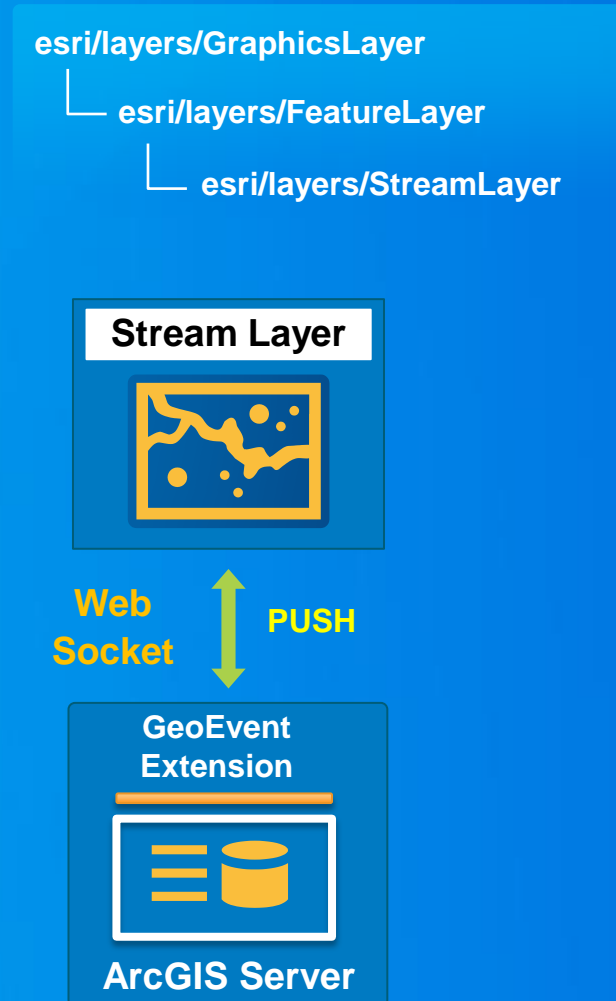 esri/layers/GraphicsLayer
esri/layers/FeatureLayer
esri/layers/StreamLayer
Stream Layer
Web
Socket
PUSH
GeoEvent
Extension
ArcGIS Server